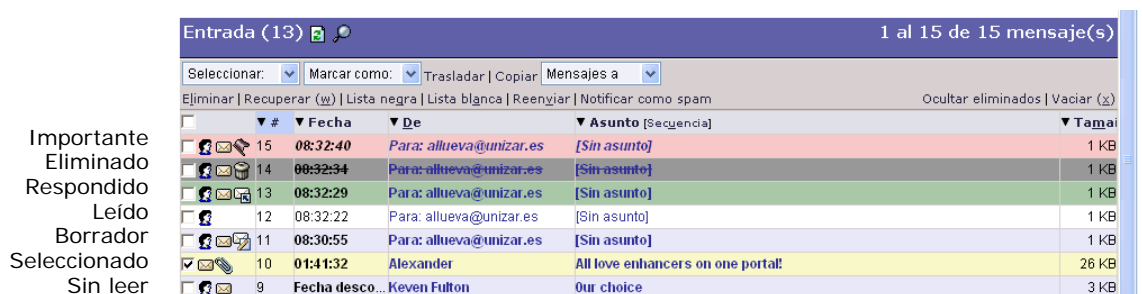 Entrada (13) 1 al 15 de 15 mensaje(s)
Seleccionar: Marcar como: Trasladar | Copiar Mensajes a
Eliminar | Recuperar (w) | Lista negra | Lista blanca | Reenviar | Notificar como spam Ocultar eliminados | Vaciar (x)
# Fecha De Asunto [Secuencia] Tamai
Importante 15 08:32:40 Para: allueva@unizar.es [Sin asunto] 1 KB
Eliminado 14 08:32:34 Para: allueva@unizar.es [Sin asunto] 1 KB
Respondido 13 08:32:29 Para: allueva@unizar.es [Sin asunto] 1 KB
Leído 12 08:32:22 Para: allueva@unizar.es [Sin asunto] 1 KB
Borrador 11 08:30:55 Para: allueva@unizar.es [Sin asunto] 1 KB
Seleccionado 10 01:41:32 Alexander All love enhancers on one portal! 26 KB
Sin leer 9 Fecha desco... Keven Fulton 0ur choice 3 KB